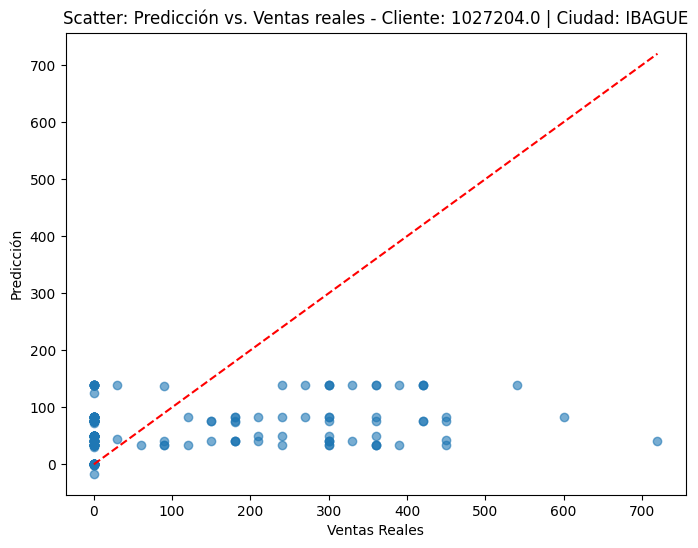 Scatter: Predicción vs. Ventas reales - Cliente: 1027204.0 | Ciudad: IBAGUE
700
600
500
400
300
200
100
0
Predicción
0 100 200 300 400 500 600 700
Ventas Reales